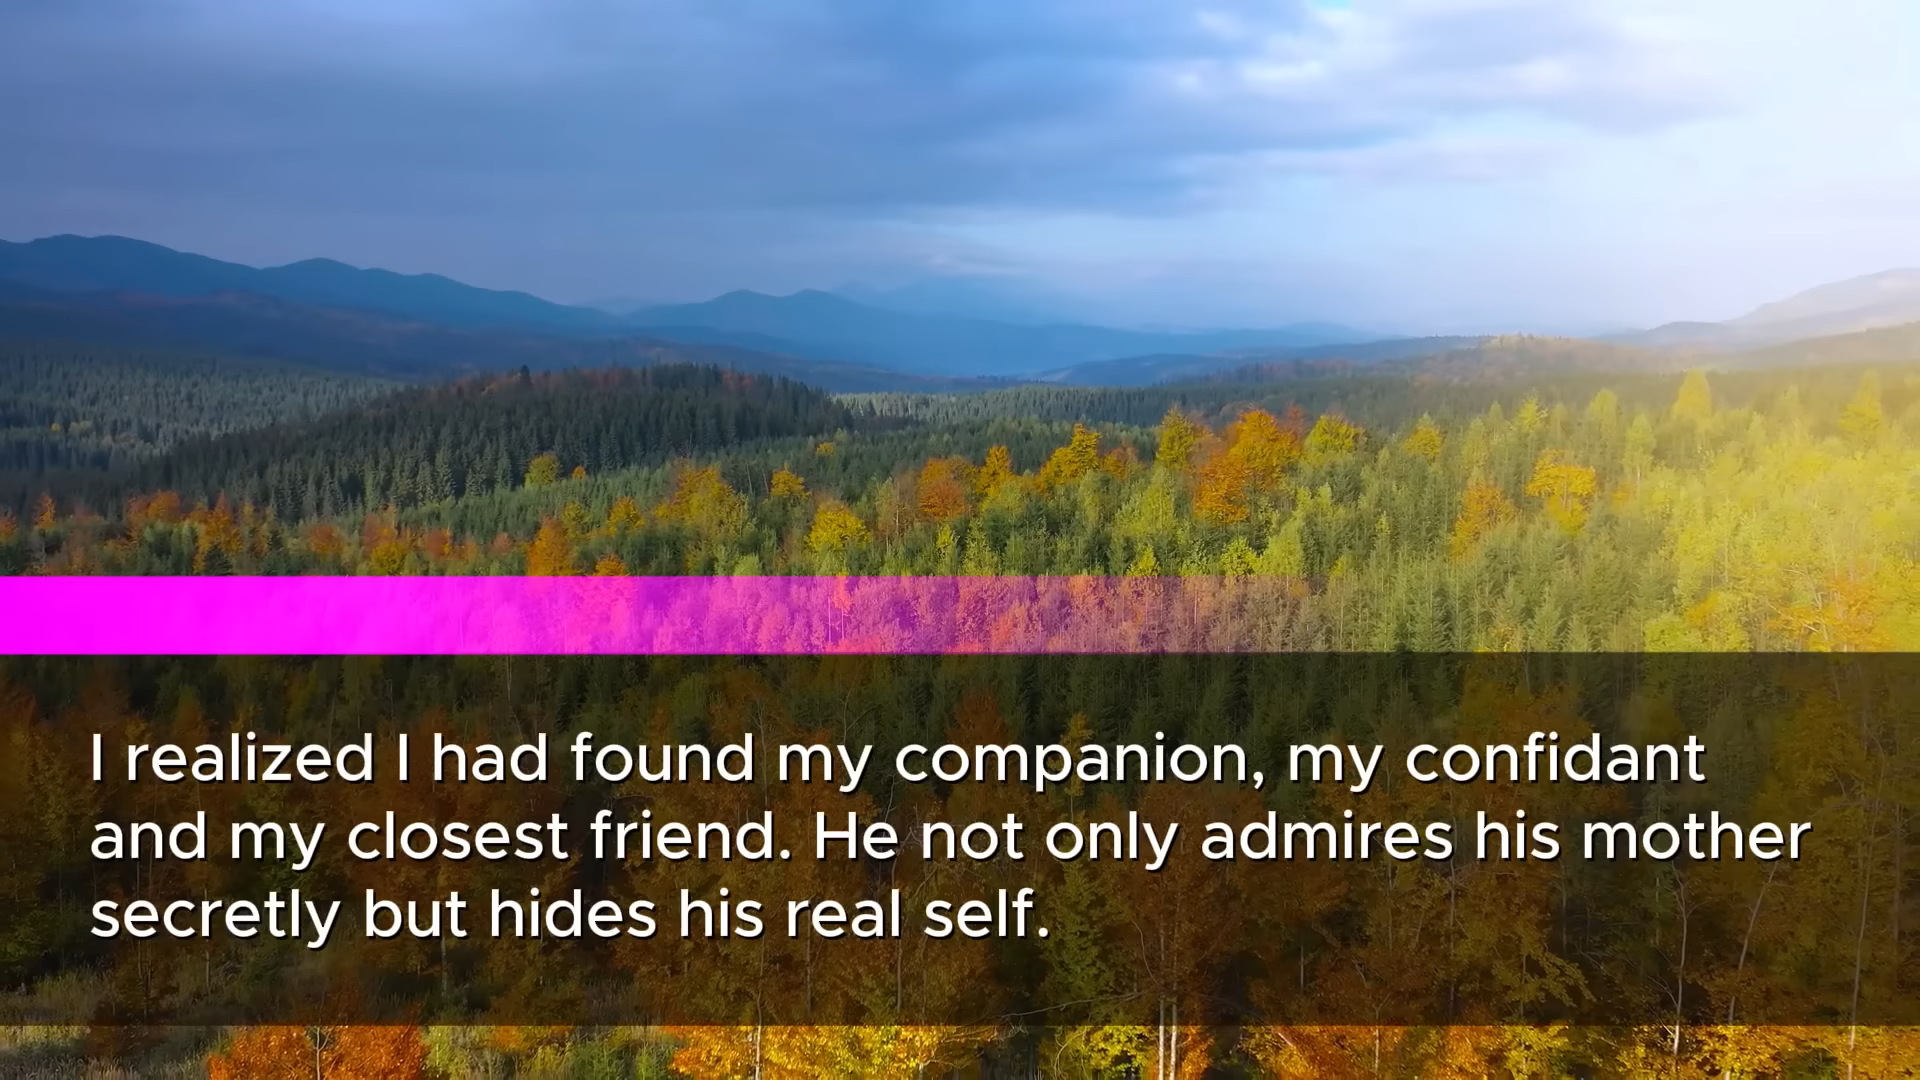 I realized I had found my companion, my confidant
and my closest friend. He not only admires his mother
secretly but hides his real self.